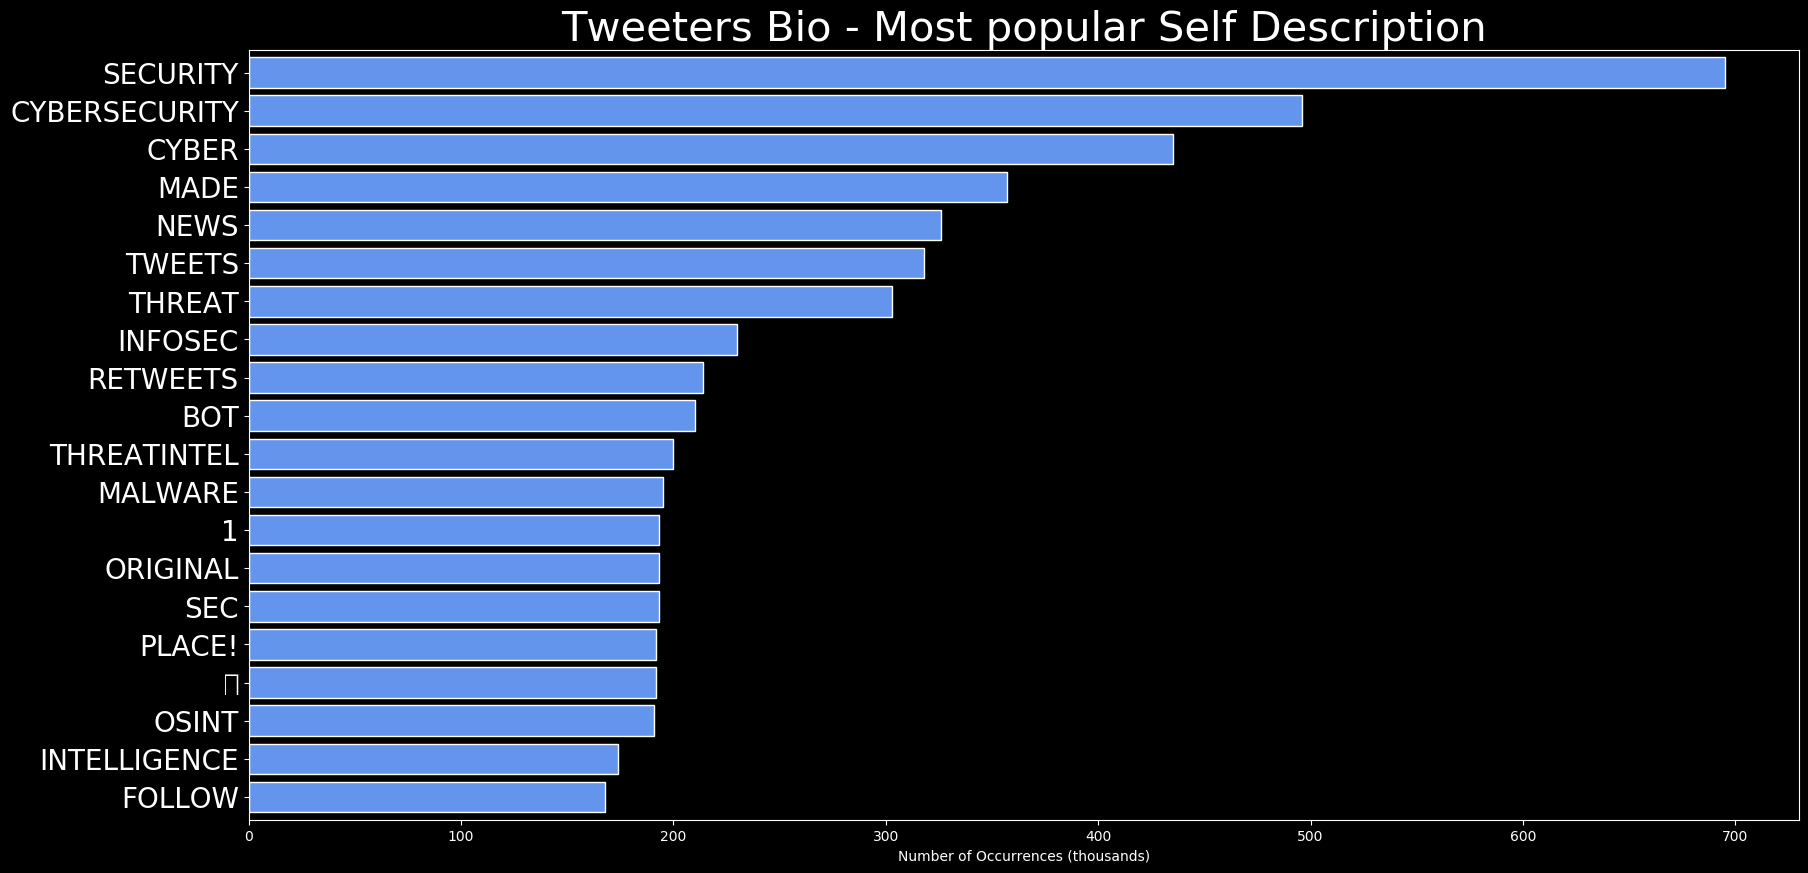 Tweeters Bio - Most popular Self Description
SECURITY
CYBERSECURITY
CYBER
MADE
NEWS
TWEETS
THREAT
INFOSEC
RETWEETS
BOT
THREATINTEL
MALWARE
1
ORIGINAL
SEC
PLACE!
OSINT
INTELLIGENCE
FOLLOW
0 100 200 300 400 500 600 700
Number of Occurrences (thousands)